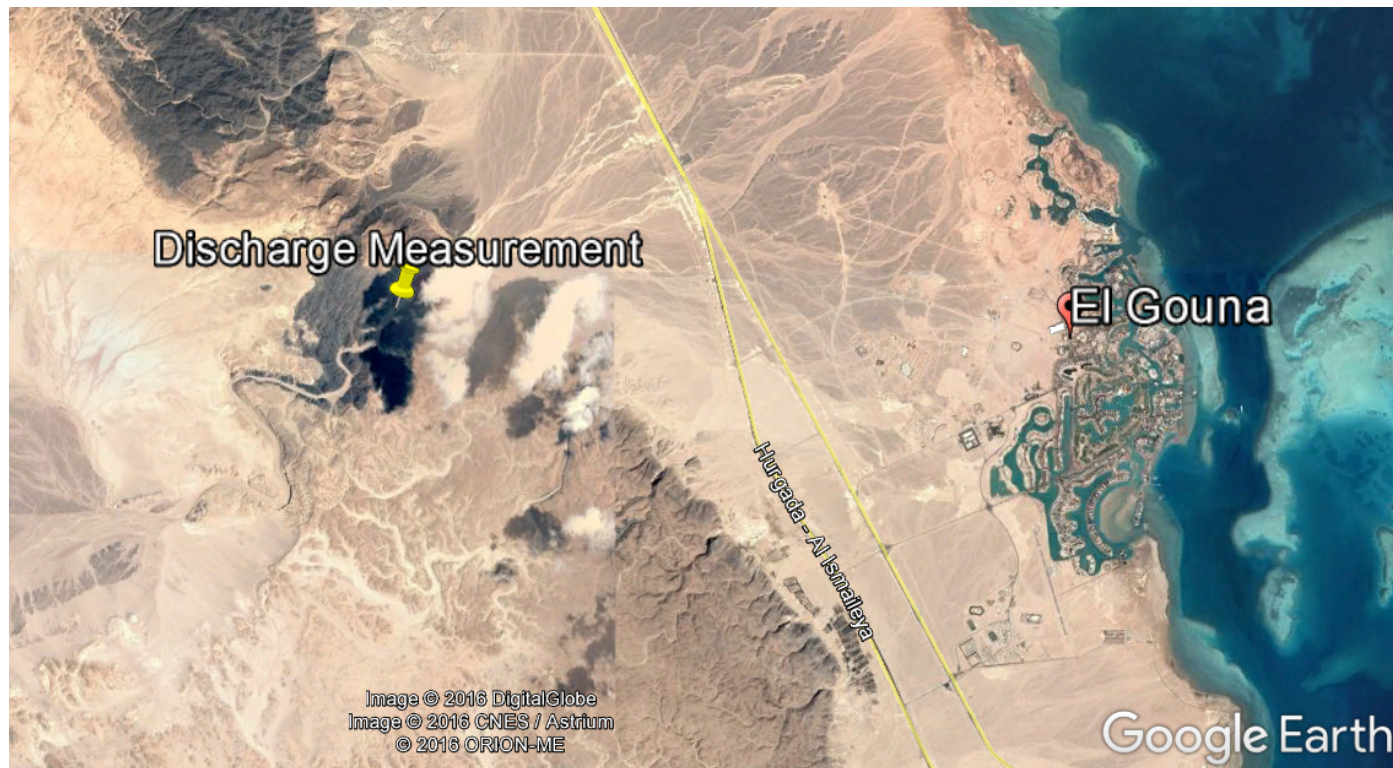 Discharge Measurement
El Gouna
Hurgada - Al Ismaileya
Image © 2016 DigitalGlobe
Image © 2016 CNES / Astrium
© 2016 ORION-ME
Google Earth